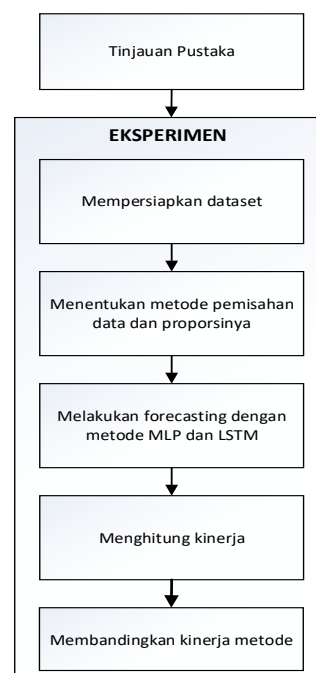 Tinjauan Pustaka
EKSPERIMEN
Mempersiapkan dataset
Menentukan metode pemisahan
data dan proporsinya
Melakukan forecasting dengan
metode MLP dan LSTM
Menghitung kinerja
Membandingkan kinerja metode